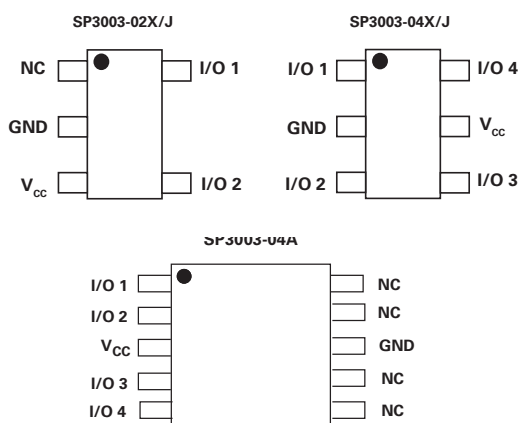 SP3003-02X/J
NC I/O 1
GND
VCC I/O 2
SP3003-04X/J
I/O 1 I/O 4
GND VCC
I/O 2 I/O 3
SP3003-04A
I/O 1 NC
I/O 2 NC
VCC GND
I/O 3 NC
I/O 4 NC